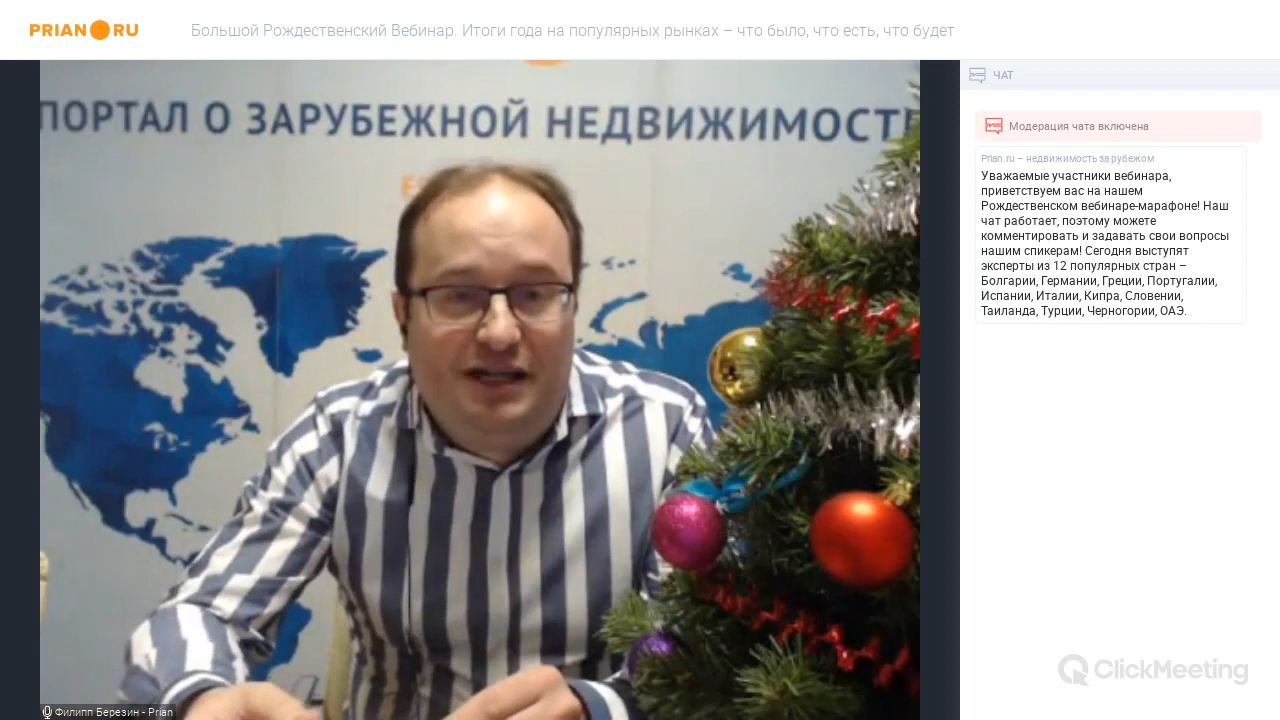 PRIAN RU
Большой Рождественский Вебинар. Итоги года на популярных рынках – что было, что есть, что будет
ПОРТАЛ О ЗАРУБЕЖНОЙ НЕДВИЖИМОСТ
ЧАТ
Модерация чата включена
Prian.ru – недвижимость за рубежом
Уважаемые участники вебинара,
приветствуем вас на нашем
Рождественском вебинаре-марафоне! Наш
чат работает, поэтому можете
комментировать и задавать свои вопросы
нашим спикерам! Сегодня выступят
эксперты из 12 популярных стран –
Болгарии, Германии, Греции, Португалии,
Испании, Италии, Кипра, Словении,
Таиланда, Турции, Черногории, ОАЭ.
ClickMeeting
Филипп Березин - Prian